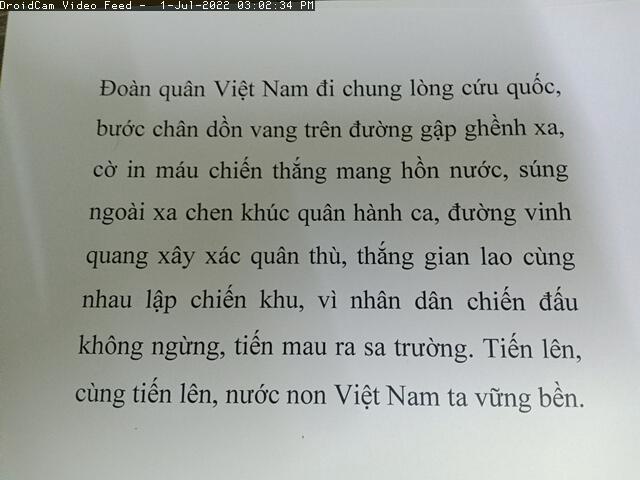 DroidCam Video Feed - 1-Jul-2022 03:02:34 PM
Đoàn quân Việt Nam đi chung lòng cứu quốc,
bước chân dồn vang trên đường gập ghềnh xa,
cờ in máu chiến thắng mang hồn nước, súng
ngoài xa chen khúc quân hành ca, đường vinh
quang xây xác quân thù, thắng gian lao cùng
nhau lập chiến khu, vì nhân dân chiến đấu
không ngừng, tiến mau ra sa trường. Tiến lên,
cùng tiến lên, nước non Việt Nam ta vững bền.